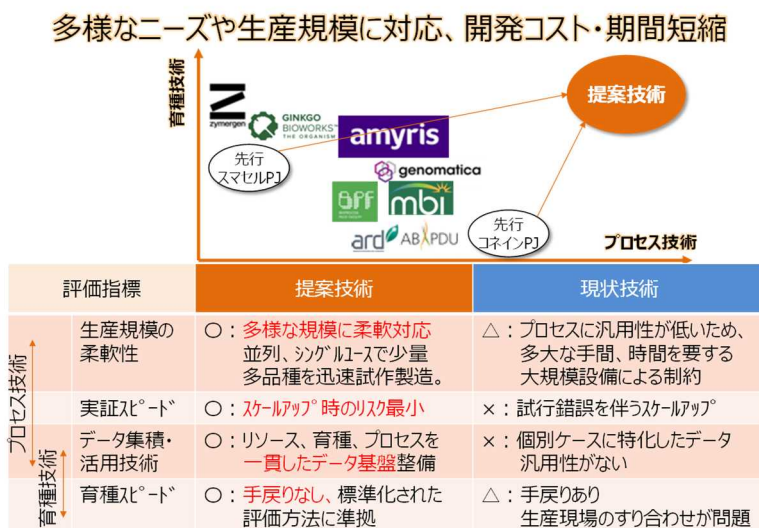 多様なニーズや生産規模に対応、開発コスト・期間短縮
育種技術
zymergen
GINKGO
BIOWORKS™
THE ORGANISM
amyris
提案技術
先行
スマセルPJ
genomatica
BPF
mbi
ard
ABPDU
先行
コネインPJ
プロセス技術
評価指標
提案技術
現状技術
プロセス技術
生産規模の
柔軟性
〇：多様な規模に柔軟対応
並列、シングルユースで少量
多品種を迅速試作製造。
△：プロセスに汎用性が低いため、
多大な手間、時間を要する
大規模設備による制約
実証スピード
〇：スケールアップ時のリスク最小
×：試行錯誤を伴うスケールアップ
データ集積・
活用技術
〇：リソース、育種、プロセスを
一貫したデータ基盤整備
×：個別ケースに特化したデータ
汎用性がない
育種技術
育種スピード
〇：手戻りなし、標準化された
評価方法に準拠
△：手戻りあり
生産現場のすり合わせが問題